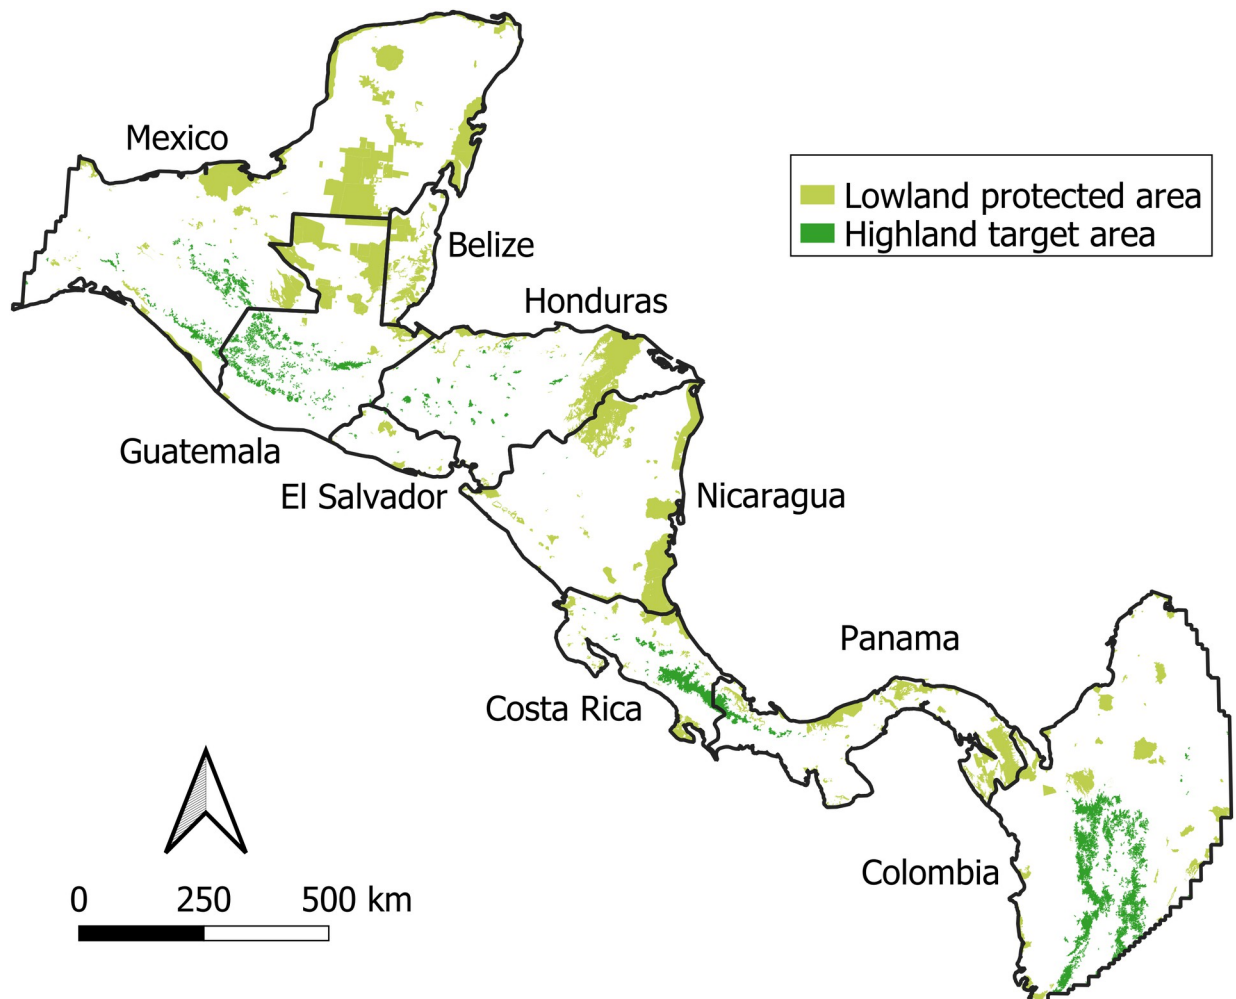 Mexico
Lowland protected area
Highland target area
Belize
Honduras
Guatemala
El Salvador
Nicaragua
Panama
Costa Rica
Colombia
0 250 500 km